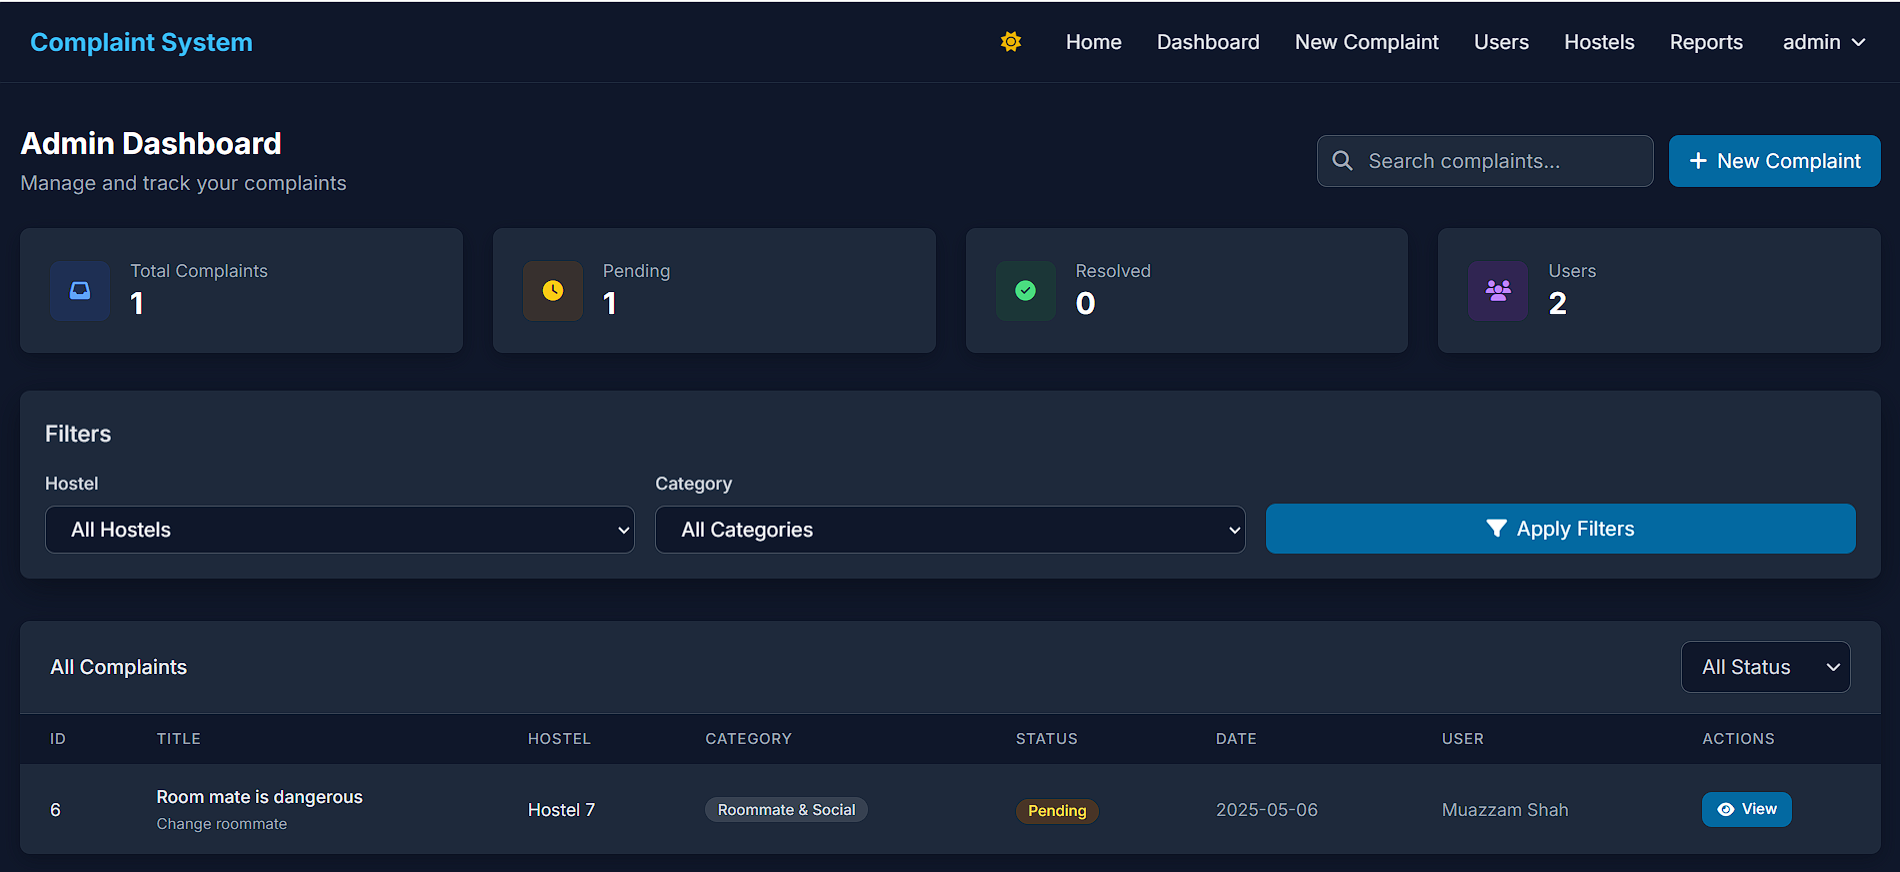 Complaint System
Home Dashboard New Complaint Users Hostels Reports admin
Admin Dashboard
Manage and track your complaints
Search complaints...
New Complaint
Total Complaints
1
Pending
1
Resolved
0
Users
2
Filters
Hostel
All Hostels
Category
All Categories
Apply Filters
All Complaints
All Status
ID TITLE HOSTEL CATEGORY STATUS DATE USER ACTIONS
6 Room mate is dangerous Hostel 7 Roommate & Social Pending 2025-05-06 Muazzam Shah View
Change roommate